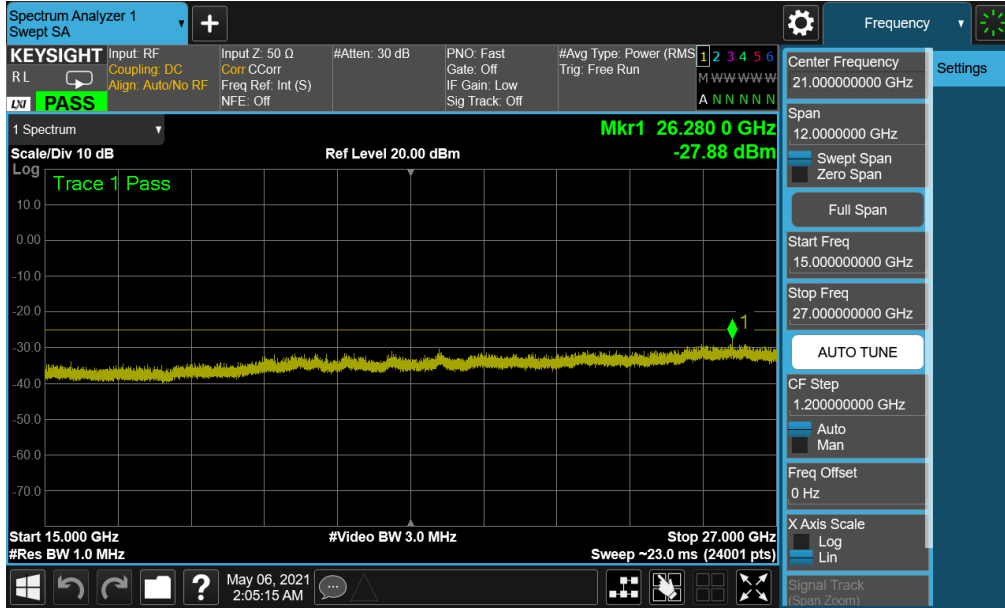 Spectrum Analyzer 1
Swept SA
+
Frequency
KEYSIGHT
R L
LXI PASS
Input: RF
Coupling: DC
Align: Auto/No RF
Input Z: 50 Ω
Corr CCorr
Freq Ref: Int (S)
NFE: Off
#Atten: 30 dB
PNO: Fast
Gate: Off
IF Gain: Low
Sig Track: Off
#Avg Type: Power (RMS
Trig: Free Run
1 2 3 4 5 6
M W W W W W
A N N N N N
1 Spectrum
Scale/Div 10 dB
Ref Level 20.00 dBm
Mkr1 26.280 0 GHz
-27.88 dBm
Log
Trace 1 Pass
10.0
0.00
-10.0
-20.0
-30.0
-40.0
-50.0
-60.0
-70.0
1
Start 15.000 GHz
#Res BW 1.0 MHz
#Video BW 3.0 MHz
Stop 27.000 GHz
Sweep ~23.0 ms (24001 pts)
Center Frequency
21.000000000 GHz
Span
12.0000000 GHz
Swept Span
Zero Span
Full Span
Start Freq
15.000000000 GHz
Stop Freq
27.000000000 GHz
AUTO TUNE
CF Step
1.200000000 GHz
Auto
Man
Freq Offset
0 Hz
X Axis Scale
Log
Lin
Signal Track
(Span Zoom)
Settings
?
May 06, 2021
2:05:15 AM